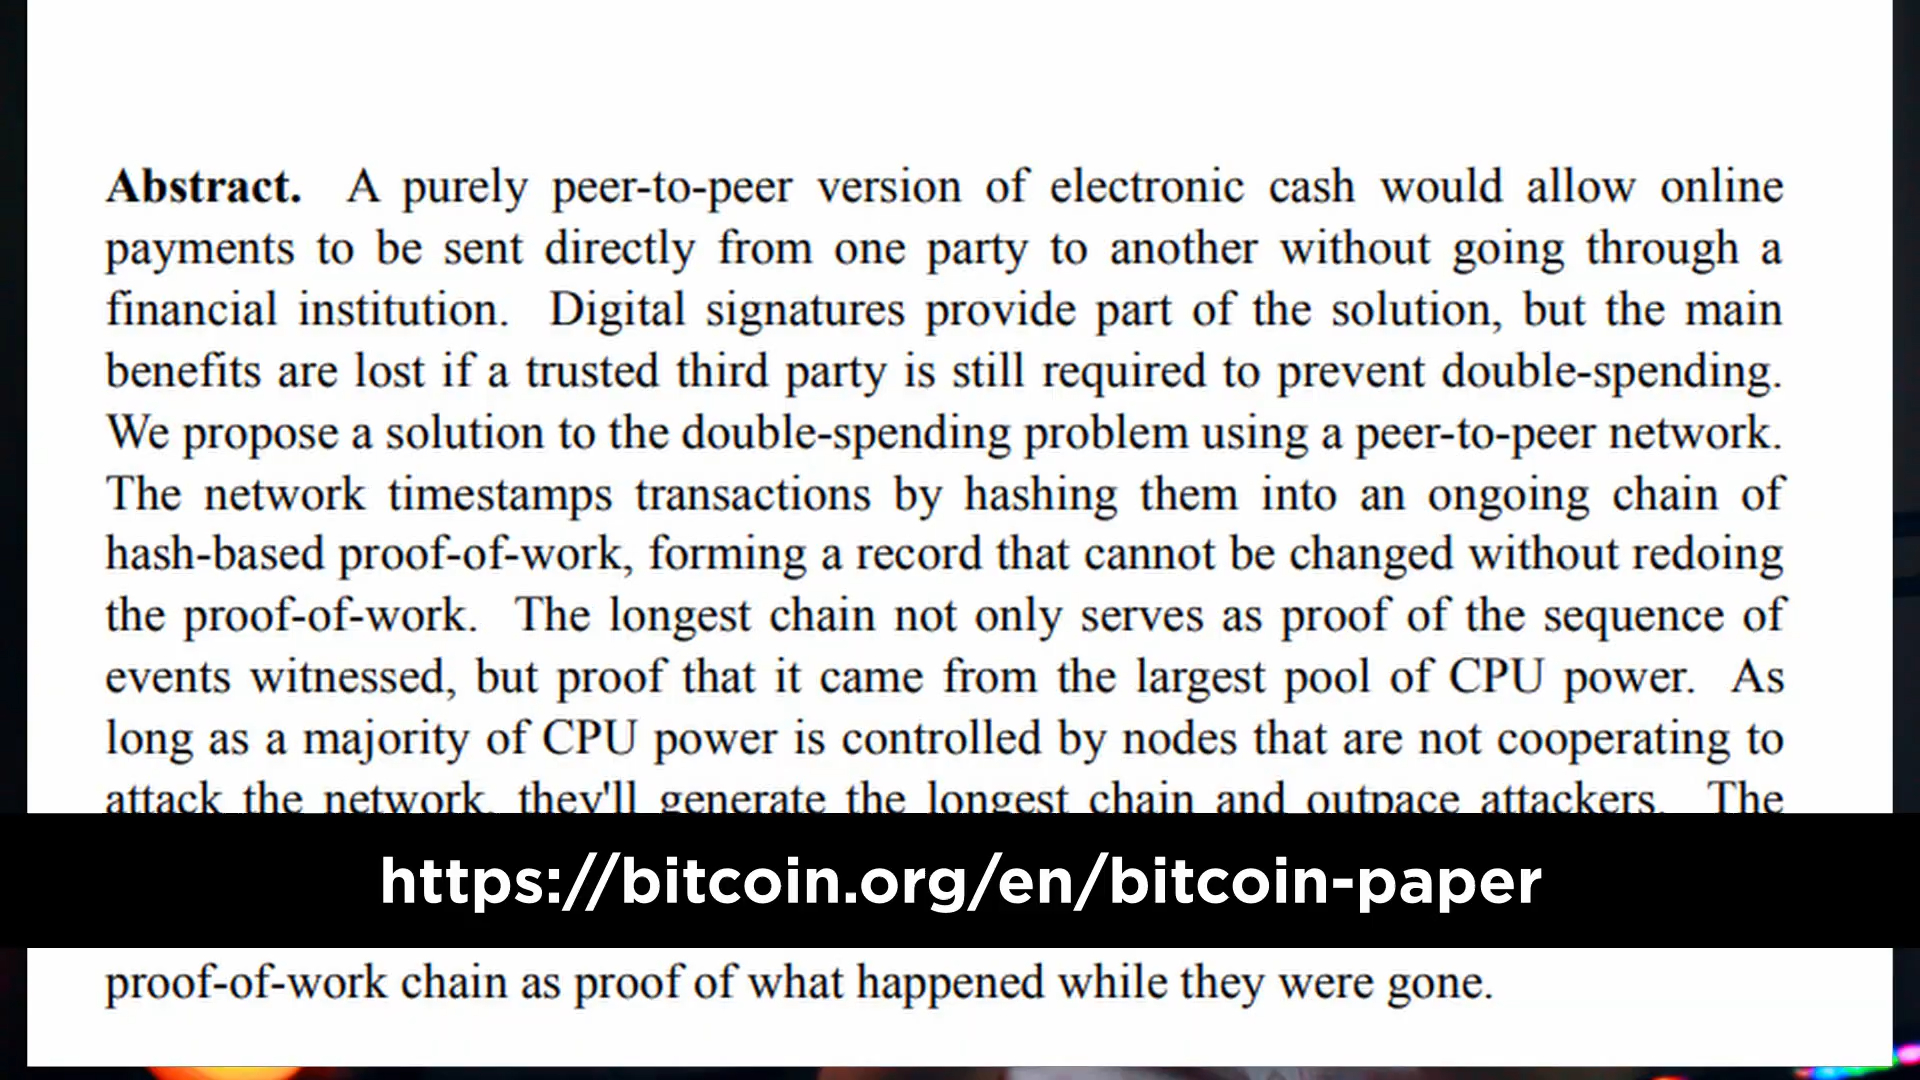 Abstract. A purely peer-to-peer version of electronic cash would allow online
payments to be sent directly from one party to another without going through a
financial institution. Digital signatures provide part of the solution, but the main
benefits are lost if a trusted third party is still required to prevent double-spending.
We propose a solution to the double-spending problem using a peer-to-peer network.
The network timestamps transactions by hashing them into an ongoing chain of
hash-based proof-of-work, forming a record that cannot be changed without redoing
the proof-of-work. The longest chain not only serves as proof of the sequence of
events witnessed, but proof that it came from the largest pool of CPU power. As
long as a majority of CPU power is controlled by nodes that are not cooperating to
attack the network, they'll generate the longest chain and outpace attackers. The
https://bitcoin.org/en/bitcoin-paper
proof-of-work chain as proof of what happened while they were gone.